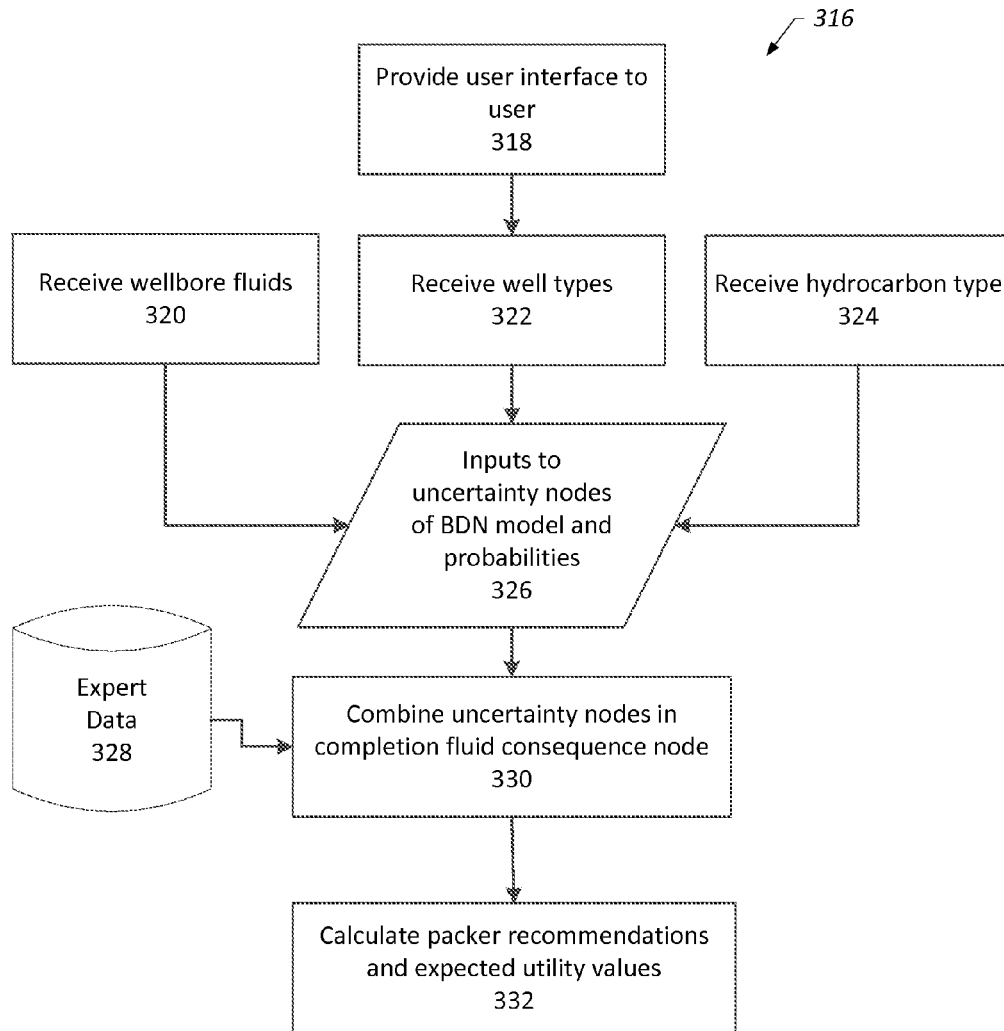 316
Provide user interface to
user
318
Receive wellbore fluids
320
Receive well types
322
Receive hydrocarbon type
324
Inputs to
uncertainty nodes
of BDN model and
probabilities
326
Expert
Data
328
Combine uncertainty nodes in
completion fluid consequence node
330
Calculate packer recommendations
and expected utility values
332